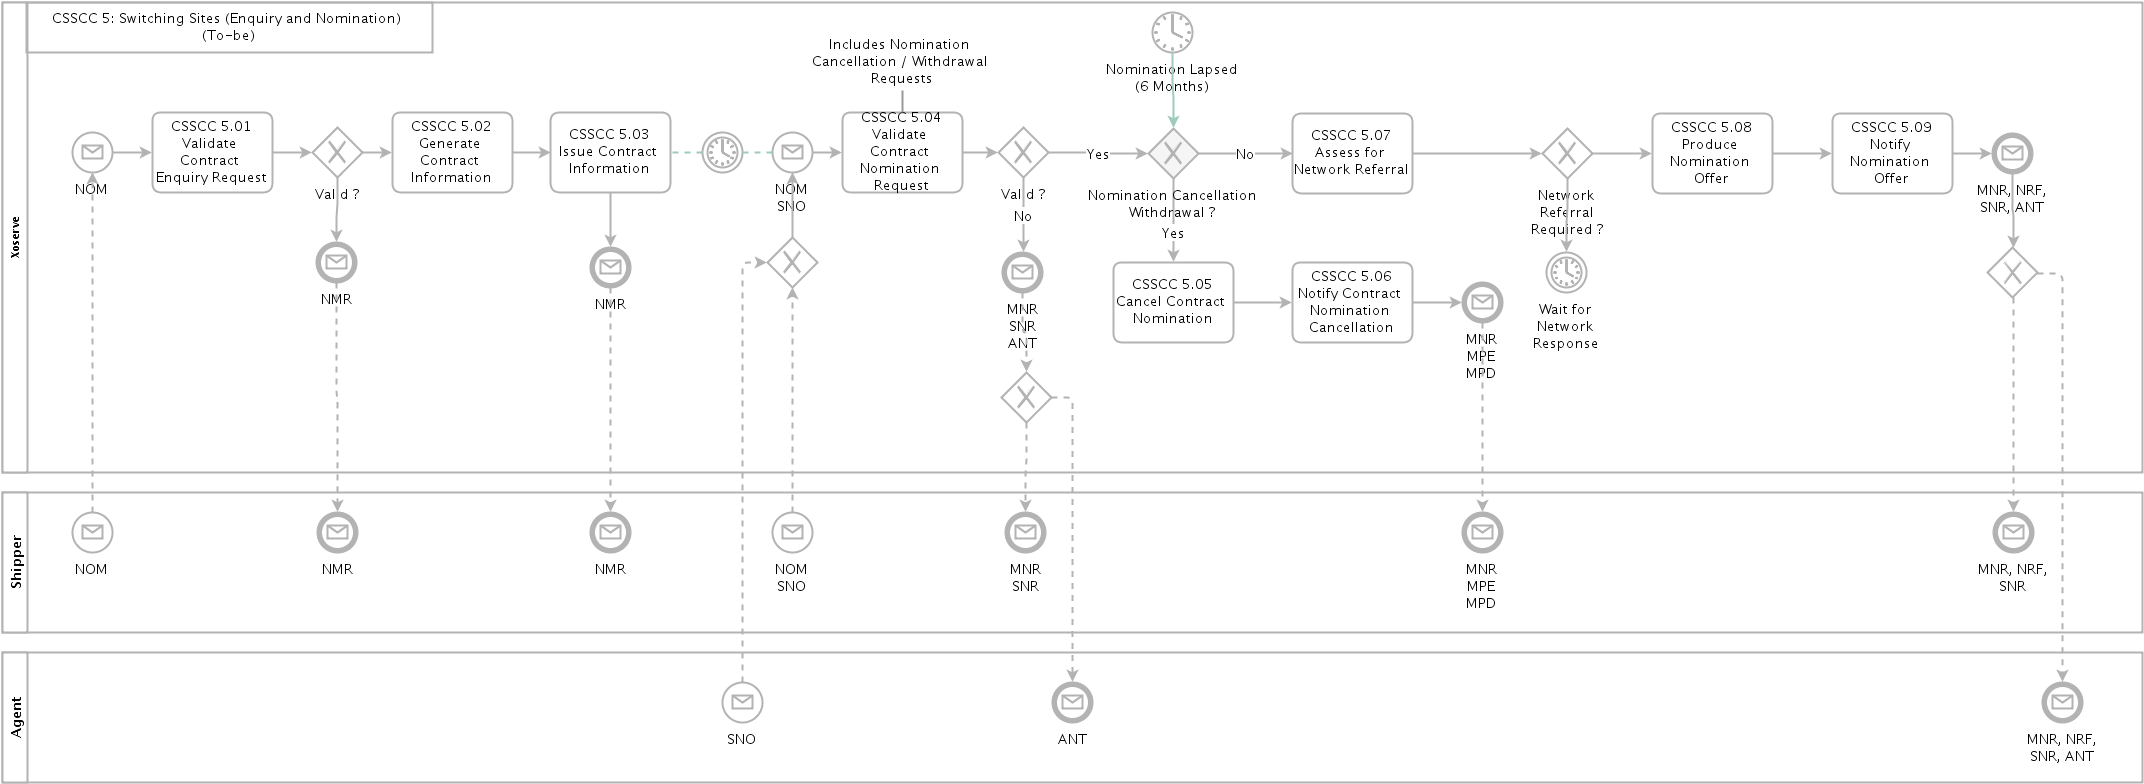 CSSCC 5: Switching Sites (Enquiry and Nomination)
(To-be)
Xoserve
Includes Nomination
Cancellation / Withdrawal
Requests
Nomination Lapsed
(6 Months)
NOM
CSSCC 5.01
Validate
Contract
Enquiry Request
Valid ?
NMR
CSSCC 5.02
Generate
Contract
Information
CSSCC 5.03
Issue Contract
Information
NMR
NOM
SNO
CSSCC 5.04
Validate
Contract
Nomination
Request
Valid ?
No
Yes
MNR
SNR
ANT
Nomination Cancellation
Withdrawal ?
Yes
No
CSSCC 5.05
Cancel Contract
Nomination
CSSCC 5.06
Notify Contract
Nomination
Cancellation
MNR
MPE
MPD
CSSCC 5.07
Assess for
Network Referral
Network
Referral
Required ?
Wait for
Network
Response
CSSCC 5.08
Produce
Nomination
Offer
CSSCC 5.09
Notify
Nomination
Offer
MNR, NRF,
SNR, ANT
Shipper
NOM
NMR
NMR
NOM
SNO
MNR
SNR
MNR
MPE
MPD
MNR, NRF,
SNR
Agent
SNO
ANT
MNR, NRF,
SNR, ANT